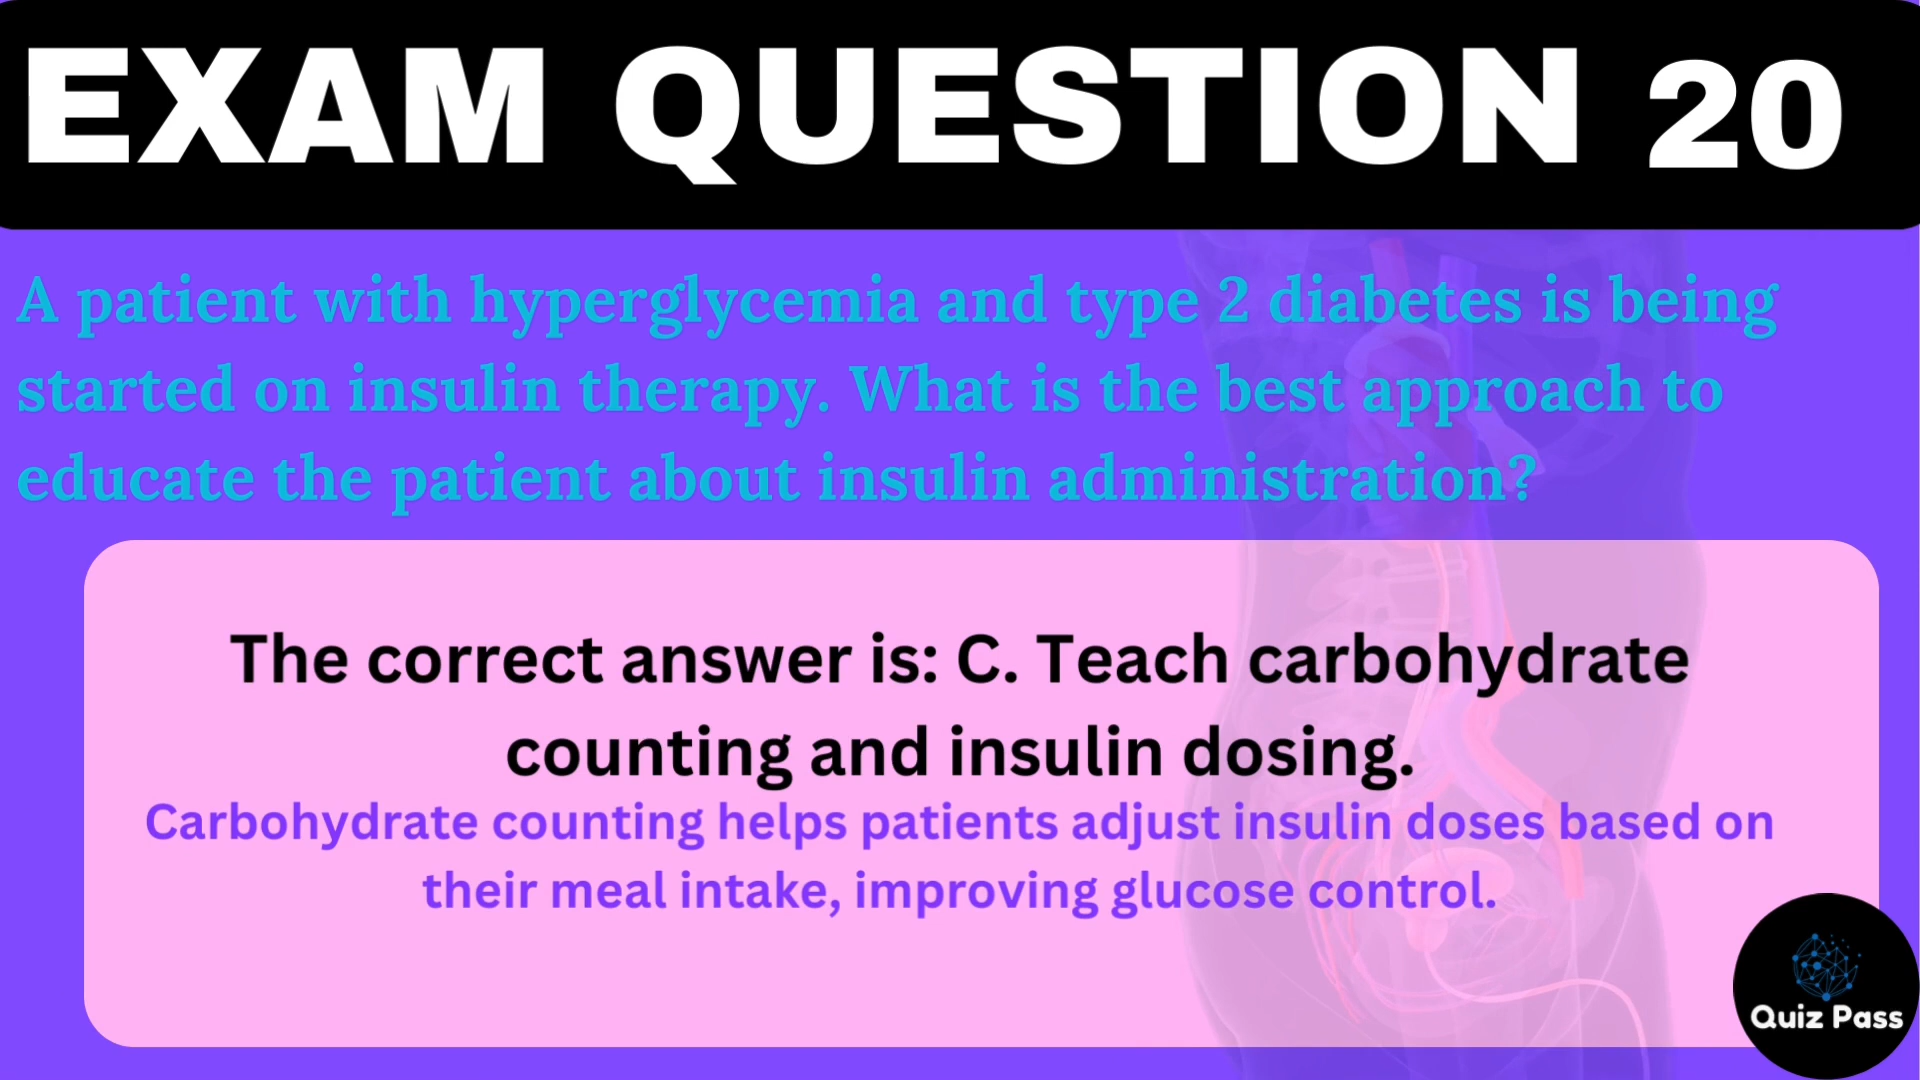 EXAM QUESTION 20
A patient with hyperglycemia and type 2 diabetes is being
started on insulin therapy. What is the best approach to
educate the patient about insulin administration?
The correct answer is: C. Teach carbohydrate
counting and insulin dosing.
Carbohydrate counting helps patients adjust insulin doses based on
their meal intake, improving glucose control.
Quiz Pass